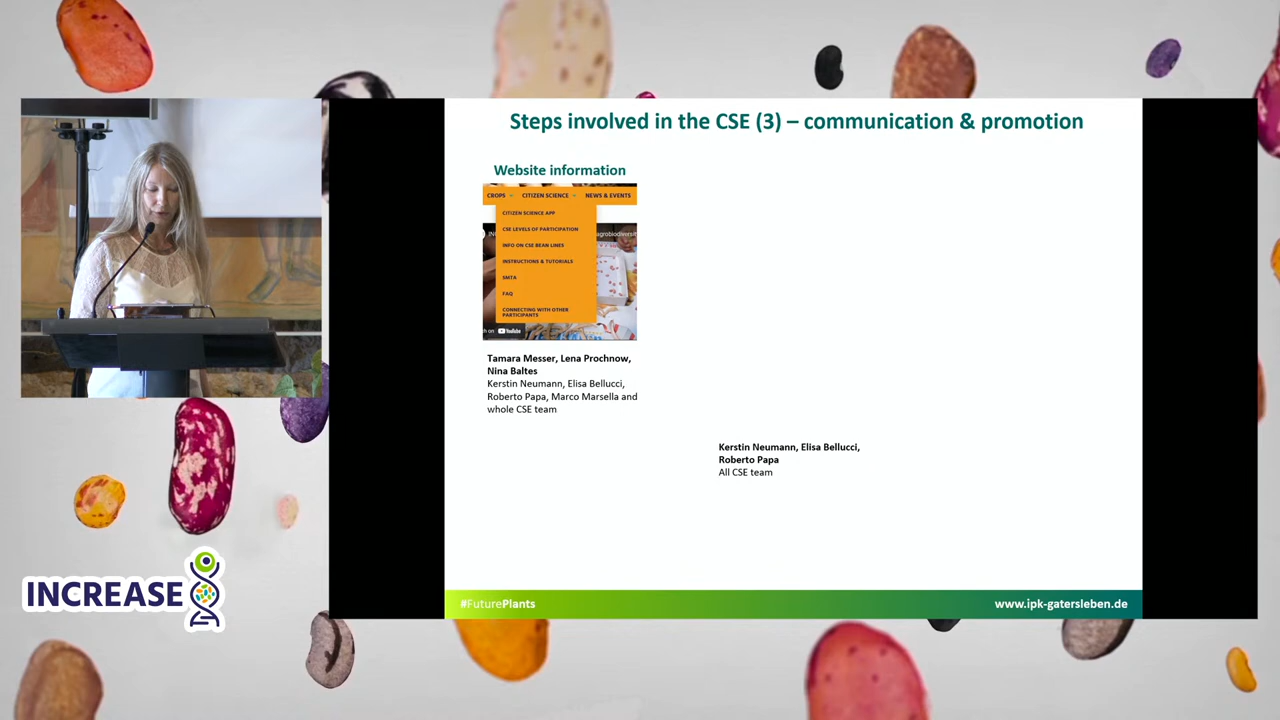 Steps involved in the CSE (3) – communication & promotion
Website information
CROPS
CITIZEN SCIENCE
NEWS & EVENTS
CITIZEN SCIENCE APP
CSE LEVELS OF PARTICIPATION
INFO ON CSE BEAN LINES
INSTRUCTIONS & TUTORIALS
SMTA
FAQ
CONNECTING WITH OTHER
PARTICIPANTS
agrobiodiversit
YouTube
Tamara Messer, Lena Prochnow,
Nina Baltes
Kerstin Neumann, Elisa Bellucci,
Roberto Papa, Marco Marsella and
whole CSE team
Kerstin Neumann, Elisa Bellucci,
Roberto Papa
All CSE team
#FuturePlants
www.ipk-gatersleben.de
INCREASE